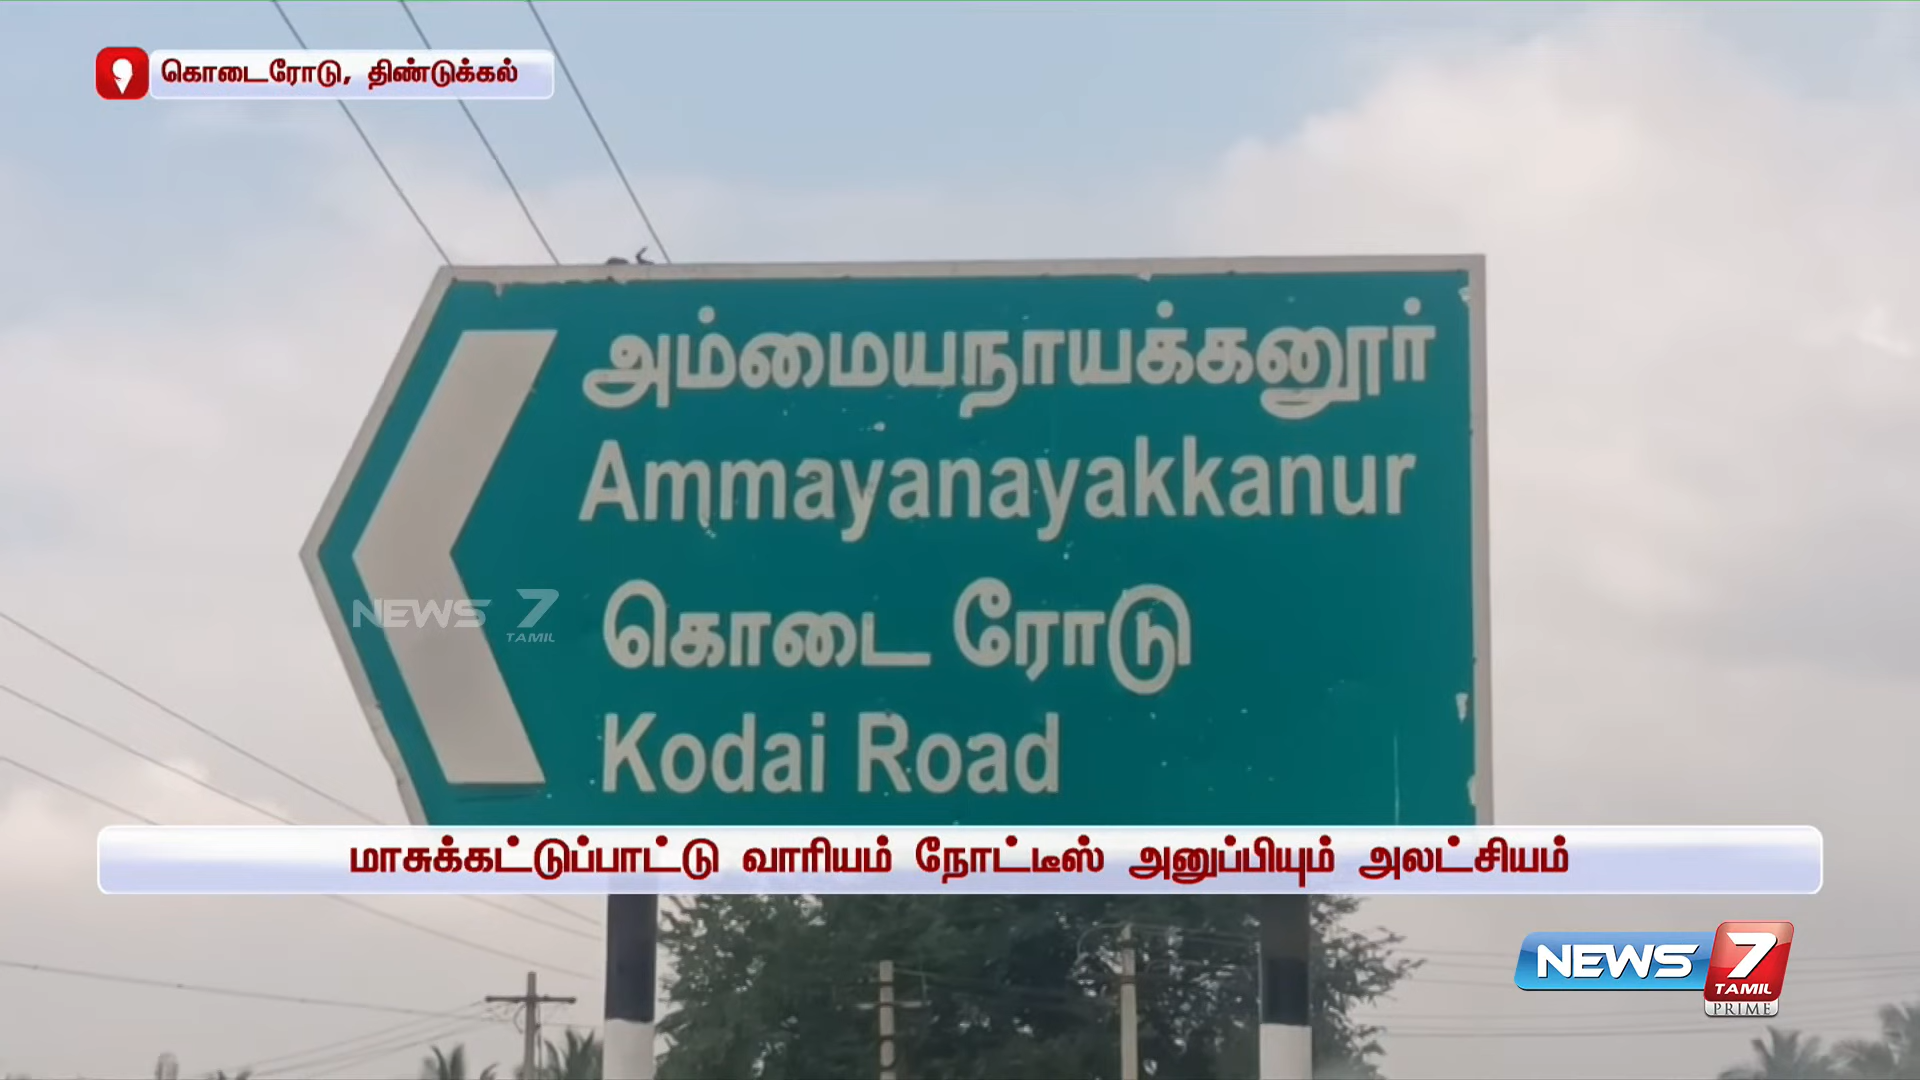 கொடைரோடு, திண்டுக்கல்
அம்மையநாயக்கனூர்
Ammayanayakkanur
NEWS 7
TAMIL
கொடை ரோடு
Kodai Road
மாசுக்கட்டுப்பாட்டு வாரியம் நோட்டீஸ் அனுப்பியும் அலட்சியம்
NEWS 7
TAMIL
PRIME